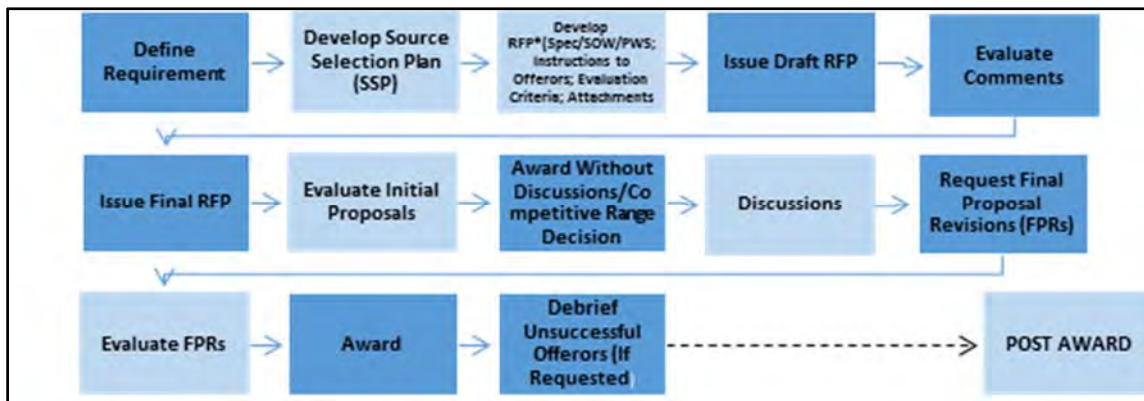 Define
Requirement
Develop Source
Selection Plan
(SSP)
Develop
RFP*(Spec/SOW/PWS;
Instructions to
Offerors; Evaluation
Criteria; Attachments
Issue Draft RFP
Evaluate
Comments
Issue Final RFP
Evaluate Initial
Proposals
Award Without
Discussions/Co
mpetitive Range
Decision
Discussions
Request Final
Proposal
Revisions (FPRs)
Evaluate FPRs
Award
Debrief
Unsuccessful
Offerors (If
Requested)
POST AWARD